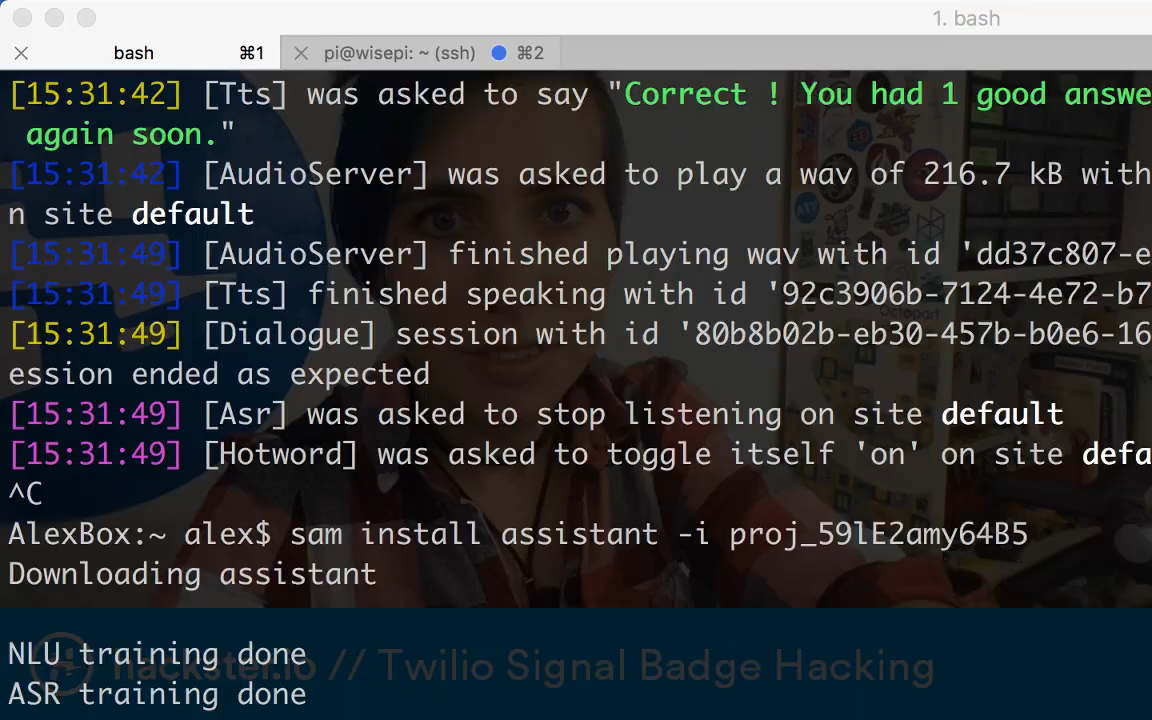 1. bash
bash ⌘1 pi@wisepi: ~ (ssh) ⌘2
[15:31:42] [Tts] was asked to say "Correct ! You had 1 good answe
again soon."
[15:31:42] [AudioServer] was asked to play a wav of 216.7 kB with
n site default
[15:31:49] [AudioServer] finished playing wav with id 'dd37c807-e
[15:31:49] [Tts] finished speaking with id '92c3906b-7124-4e72-b7
[15:31:49] [Dialogue] session with id '80b8b02b-eb30-457b-b0e6-16
ession ended as expected
[15:31:49] [Asr] was asked to stop listening on site default
[15:31:49] [Hotword] was asked to toggle itself 'on' on site defa
^C
AlexBox:~ alex$ sam install assistant -i proj_59lE2amy64B5
Downloading assistant
NLU training done
hackster.io // Twilio Signal Badge Hacking
ASR training done